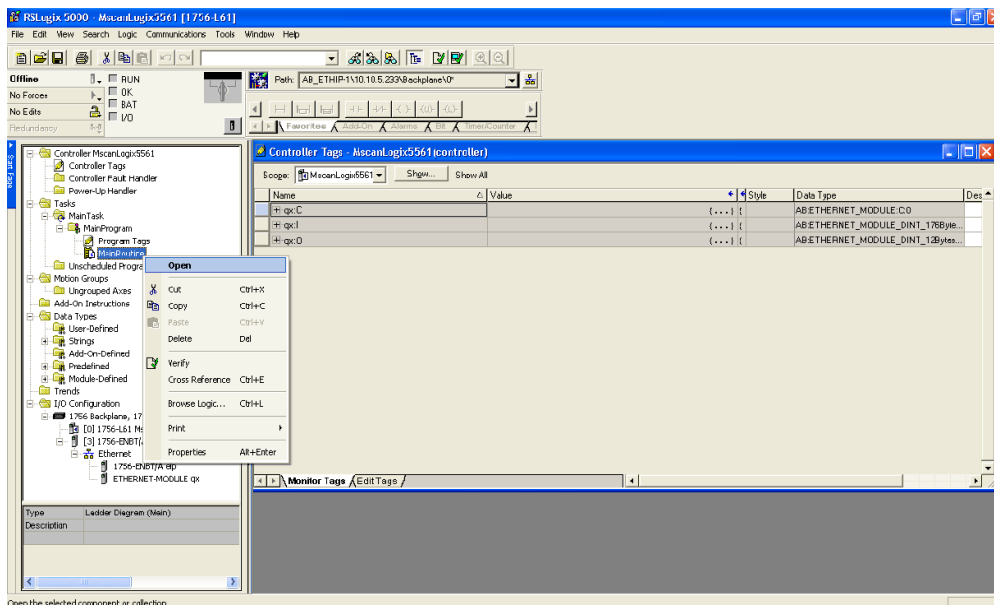 RSLogix 5000 - MscanLogix5561 [1756-L61]
File Edit View Search Logic Communications Tools Window Help
Offline
RUN
No Forces
OK
No Edits
BAT
I/O
Redundancy
Path: AB_ETHIP-1\10.10.5.233\Backplane\0*
Favorites Add-On Alarms Bit Timer/Counter
Start Page
Controller MscanLogix5561
Controller Tags
Controller Fault Handler
Power-Up Handler
Tasks
MainTask
MainProgram
Program Tags
MainRoutine
Unscheduled Progra
Motion Groups
Ungrouped Axes
Add-On Instructions
Data Types
User-Defined
Strings
Add-On-Defined
Predefined
Module-Defined
Trends
I/O Configuration
1756 Backplane, 17
[0] 1756-L61 Ms
[3] 1756-ENBT/
Ethernet
1756-ENBT/A eip
ETHERNET-MODULE qx
Open
Cut Ctrl+X
Copy Ctrl+C
Paste Ctrl+V
Delete Del
Verify
Cross Reference Ctrl+E
Browse Logic... Ctrl+L
Print
Properties Alt+Enter
Type Ladder Diagram (Main)
Description
Controller Tags - MscanLogix5561(controller)
Scope: MscanLogix5561 Show... Show All
Name Value Style Data Type Des
qx:C {...} { AB:ETHERNET_MODULE:C:0
qx:I {...} { AB:ETHERNET_MODULE_DINT_176Byte...
qx:O {...} { AB:ETHERNET_MODULE_DINT_12Bytes...
Monitor Tags Edit Tags
Open the selected component or collection